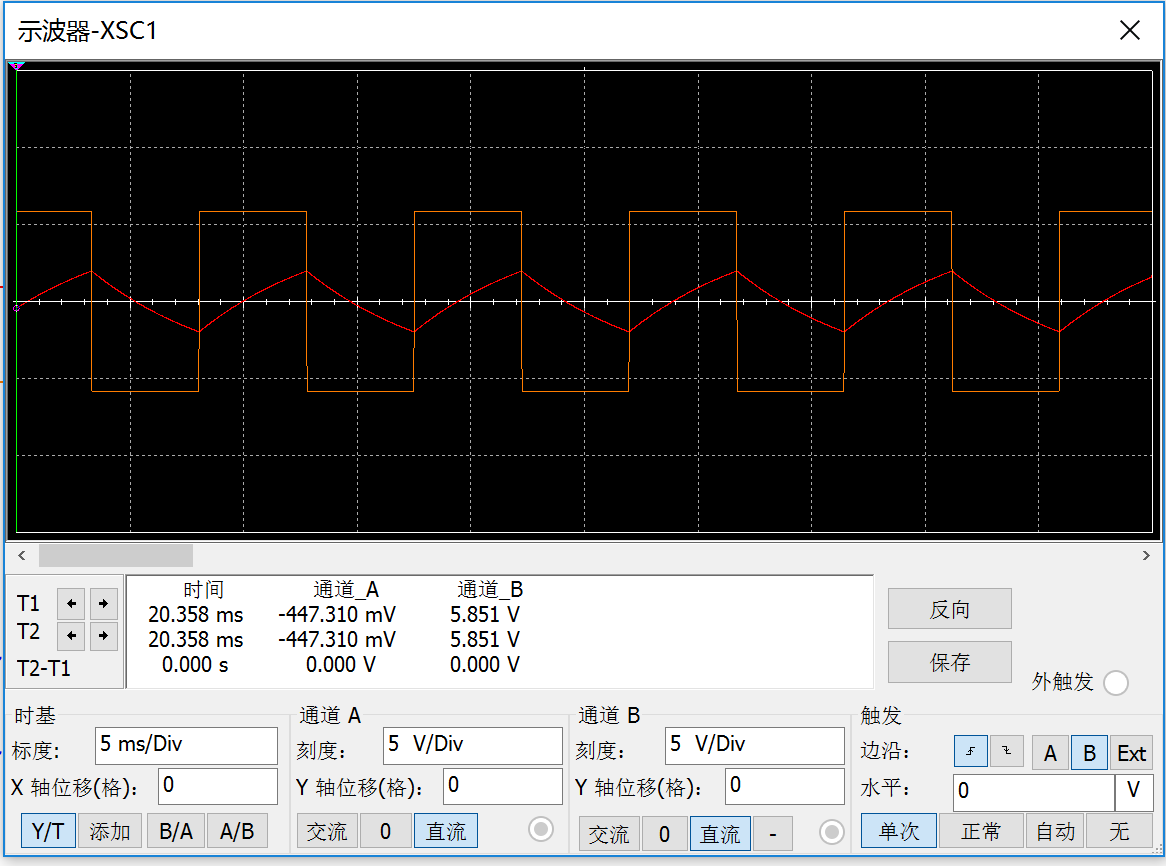 示波器-XSC1
时间 通道_A 通道_B
T1 20.358 ms -447.310 mV 5.851 V
T2 20.358 ms -447.310 mV 5.851 V
T2-T1 0.000 s 0.000 V 0.000 V
反向
保存
外触发
时基
标度: 5 ms/Div
X 轴位移(格): 0
Y/T 添加 B/A A/B
通道 A
刻度: 5 V/Div
Y 轴位移(格): 0
交流 0 直流
通道 B
刻度: 5 V/Div
Y 轴位移(格): 0
交流 0 直流 -
触发
边沿: A B Ext
水平: 0 V
单次 正常 自动 无